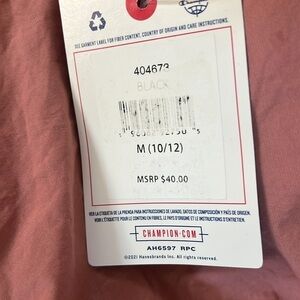 Champion
SEE GARMENT LABEL FOR FIBER CONTENT, COUNTRY OF ORIGIN AND CARE INSTRUCTIONS.
404673
BLACK
M (10/12)
MSRP $40.00
VER LA ETIQUETA DE LA PRENDA PARA INSTRUCCIONES DE LAVADO, DATOS DE COMPOSICIÓN Y PAÍS DE ORIGEN.
VOIR L'ÉTIQUETTE POUR LE CONTENU EN FIBRES, LE PAYS D'ORIGINE ET LES INSTRUCTIONS D'ENTRETIEN.
CHAMPION.COM
AH6597 RPC
©2021 Hanesbrands Inc. All rights reserved.